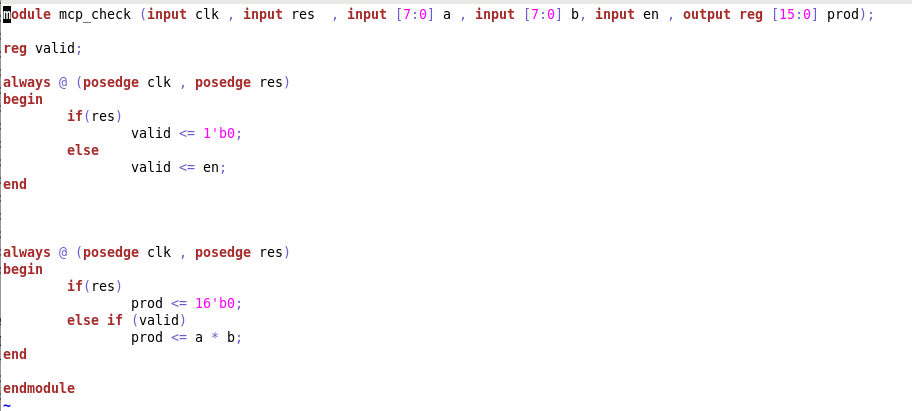 module mcp_check (input clk , input res  , input [7:0] a , input [7:0] b, input en , output reg [15:0] prod);
reg valid;
always @ (posedge clk , posedge res)
begin
        if(res)
                valid <= 1'b0;
        else
                valid <= en;
end
always @ (posedge clk , posedge res)
begin
        if(res)
                prod <= 16'b0;
        else if (valid)
                prod <= a * b;
end
endmodule
~